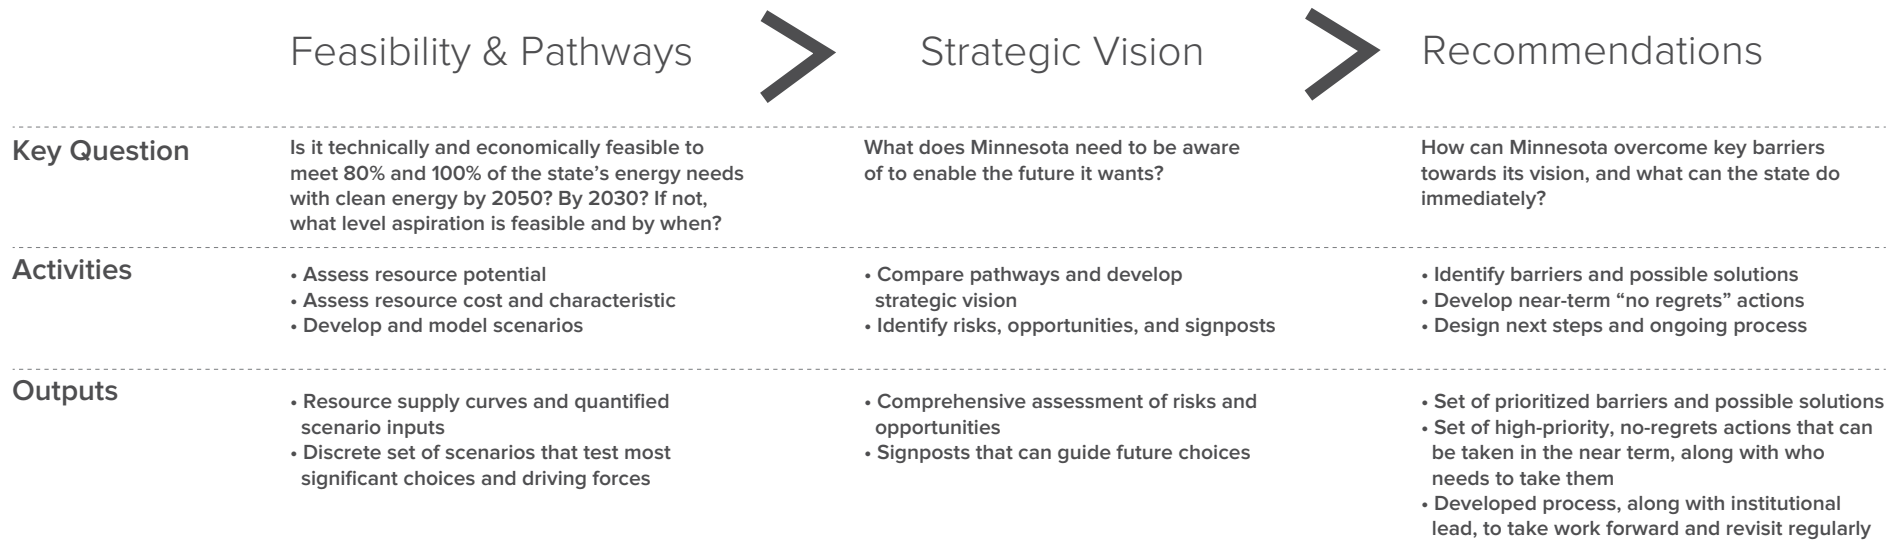 Feasibility & Pathways
Strategic Vision
Recommendations
Key Question
Is it technically and economically feasible to
meet 80% and 100% of the state’s energy needs
with clean energy by 2050? By 2030? If not,
what level aspiration is feasible and by when?
What does Minnesota need to be aware
of to enable the future it wants?
How can Minnesota overcome key barriers
towards its vision, and what can the state do
immediately?
Activities
• Assess resource potential
• Assess resource cost and characteristic
• Develop and model scenarios
• Compare pathways and develop
strategic vision
• Identify risks, opportunities, and signposts
• Identify barriers and possible solutions
• Develop near-term “no regrets” actions
• Design next steps and ongoing process
Outputs
• Resource supply curves and quantified
scenario inputs
• Discrete set of scenarios that test most
significant choices and driving forces
• Comprehensive assessment of risks and
opportunities
• Signposts that can guide future choices
• Set of prioritized barriers and possible solutions
• Set of high-priority, no-regrets actions that can
be taken in the near term, along with who
needs to take them
• Developed process, along with institutional
lead, to take work forward and revisit regularly